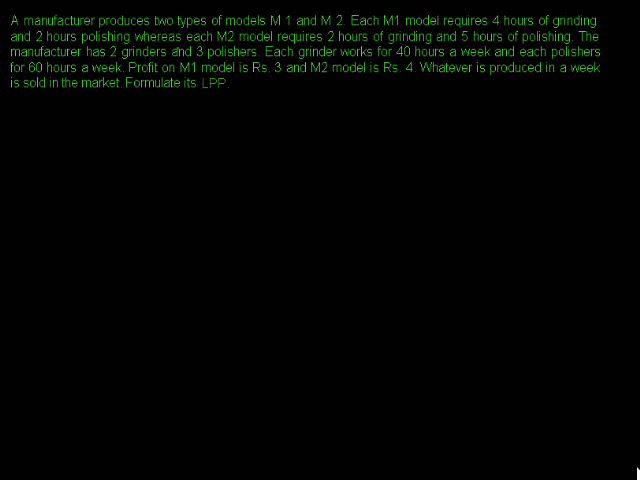 A manufacturer produces two types of models M 1 and M 2. Each M1 model requires 4 hours of grinding
and 2 hours polishing whereas each M2 model requires 2 hours of grinding and 5 hours of polishing. The
manufacturer has 2 grinders and 3 polishers. Each grinder works for 40 hours a week and each polishers
for 60 hours a week. Profit on M1 model is Rs. 3 and M2 model is Rs. 4. Whatever is produced in a week
is sold in the market. Formulate its LPP.